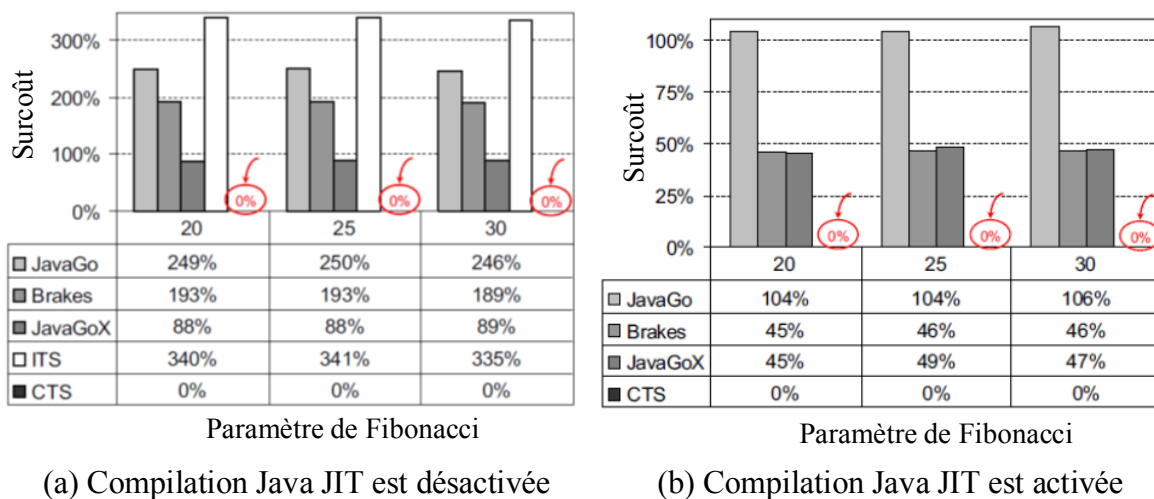 Surcoût
300%
200%
100%
0%
0%
0%
0%
20 25 30
JavaGo 249% 250% 246%
Brakes 193% 193% 189%
JavaGoX 88% 88% 89%
ITS 340% 341% 335%
CTS 0% 0% 0%
Paramètre de Fibonacci
(a) Compilation Java JIT est désactivée
Surcoût
100%
75%
50%
25%
0%
0%
0%
0%
20 25 30
JavaGo 104% 104% 106%
Brakes 45% 46% 46%
JavaGoX 45% 49% 47%
CTS 0% 0% 0%
Paramètre de Fibonacci
(b) Compilation Java JIT est activée